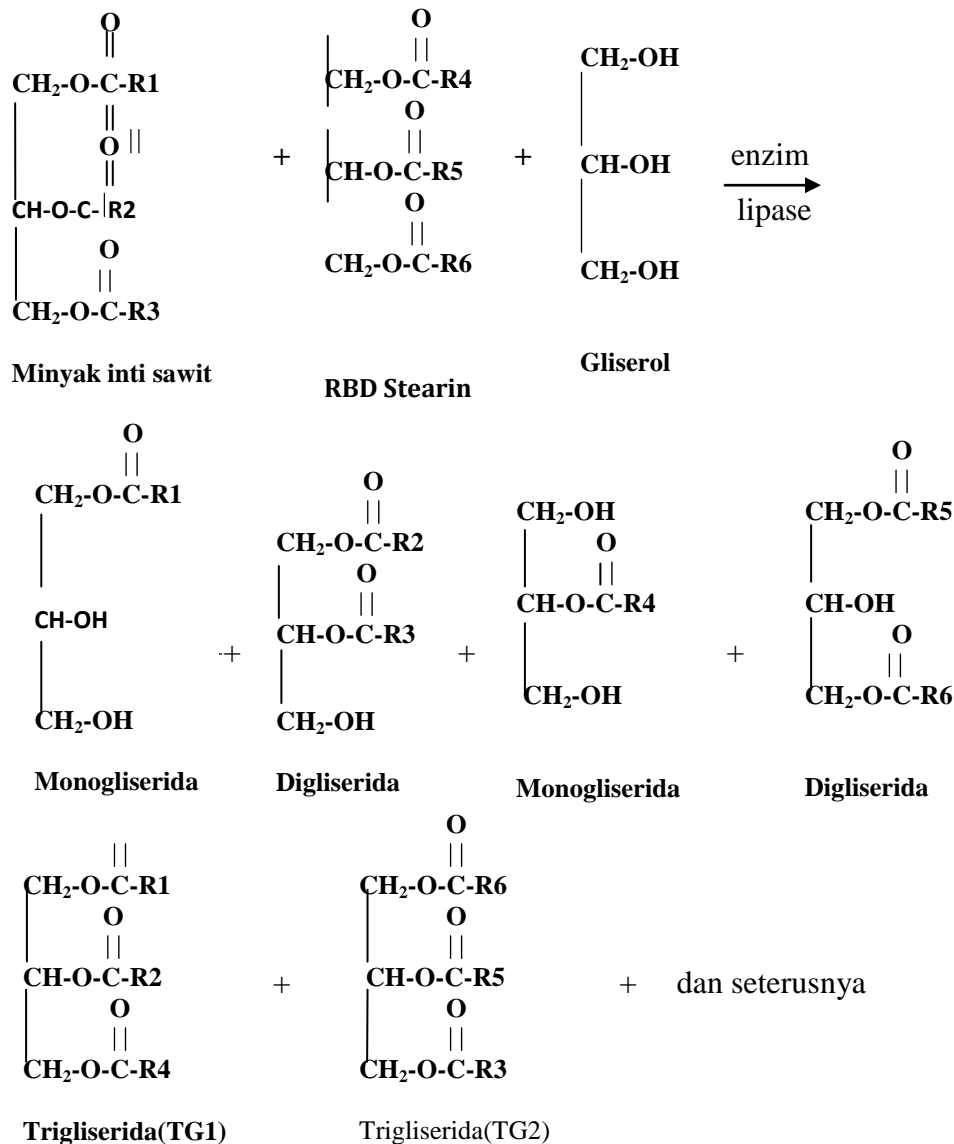 O
||
CH₂-O-C-R1
O ||
||
CH-O-C- R2
O
||
CH₂-O-C-R3
Minyak inti sawit
+
||
CH₂-O-C-R4
O
||
CH-O-C-R5
O
||
CH₂-O-C-R6
RBD Stearin
+
CH₂-OH
CH-OH
CH₂-OH
Gliserol
enzim
lipase
O
||
CH₂-O-C-R1
CH-OH
CH₂-OH
Monogliserida
+
O
||
CH₂-O-C-R2
O
||
CH-O-C-R3
CH₂-OH
Digliserida
+
CH₂-OH
O
||
CH-O-C-R4
CH₂-OH
Monogliserida
+
O
||
CH₂-O-C-R5
CH-OH
O
||
CH₂-O-C-R6
Digliserida
||
CH₂-O-C-R1
O
||
CH-O-C-R2
O
||
CH₂-O-C-R4
Trigliserida(TG1)
+
O
||
CH₂-O-C-R6
O
||
CH-O-C-R5
O
||
CH₂-O-C-R3
Trigliserida(TG2)
+ dan seterusnya